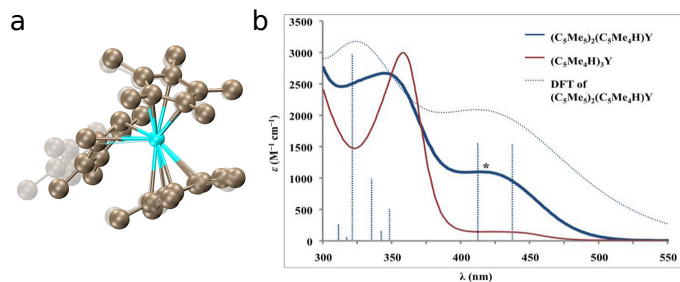 a
b
3500
3000
2500
2000
1500
1000
500
0
ε (M⁻¹ cm⁻¹)
300
350
400
450
500
550
λ (nm)
*
(C₅Me₅)₂(C₅Me₄H)Y
(C₅Me₄H)₃Y
DFT of
(C₅Me₅)₂(C₅Me₄H)Y